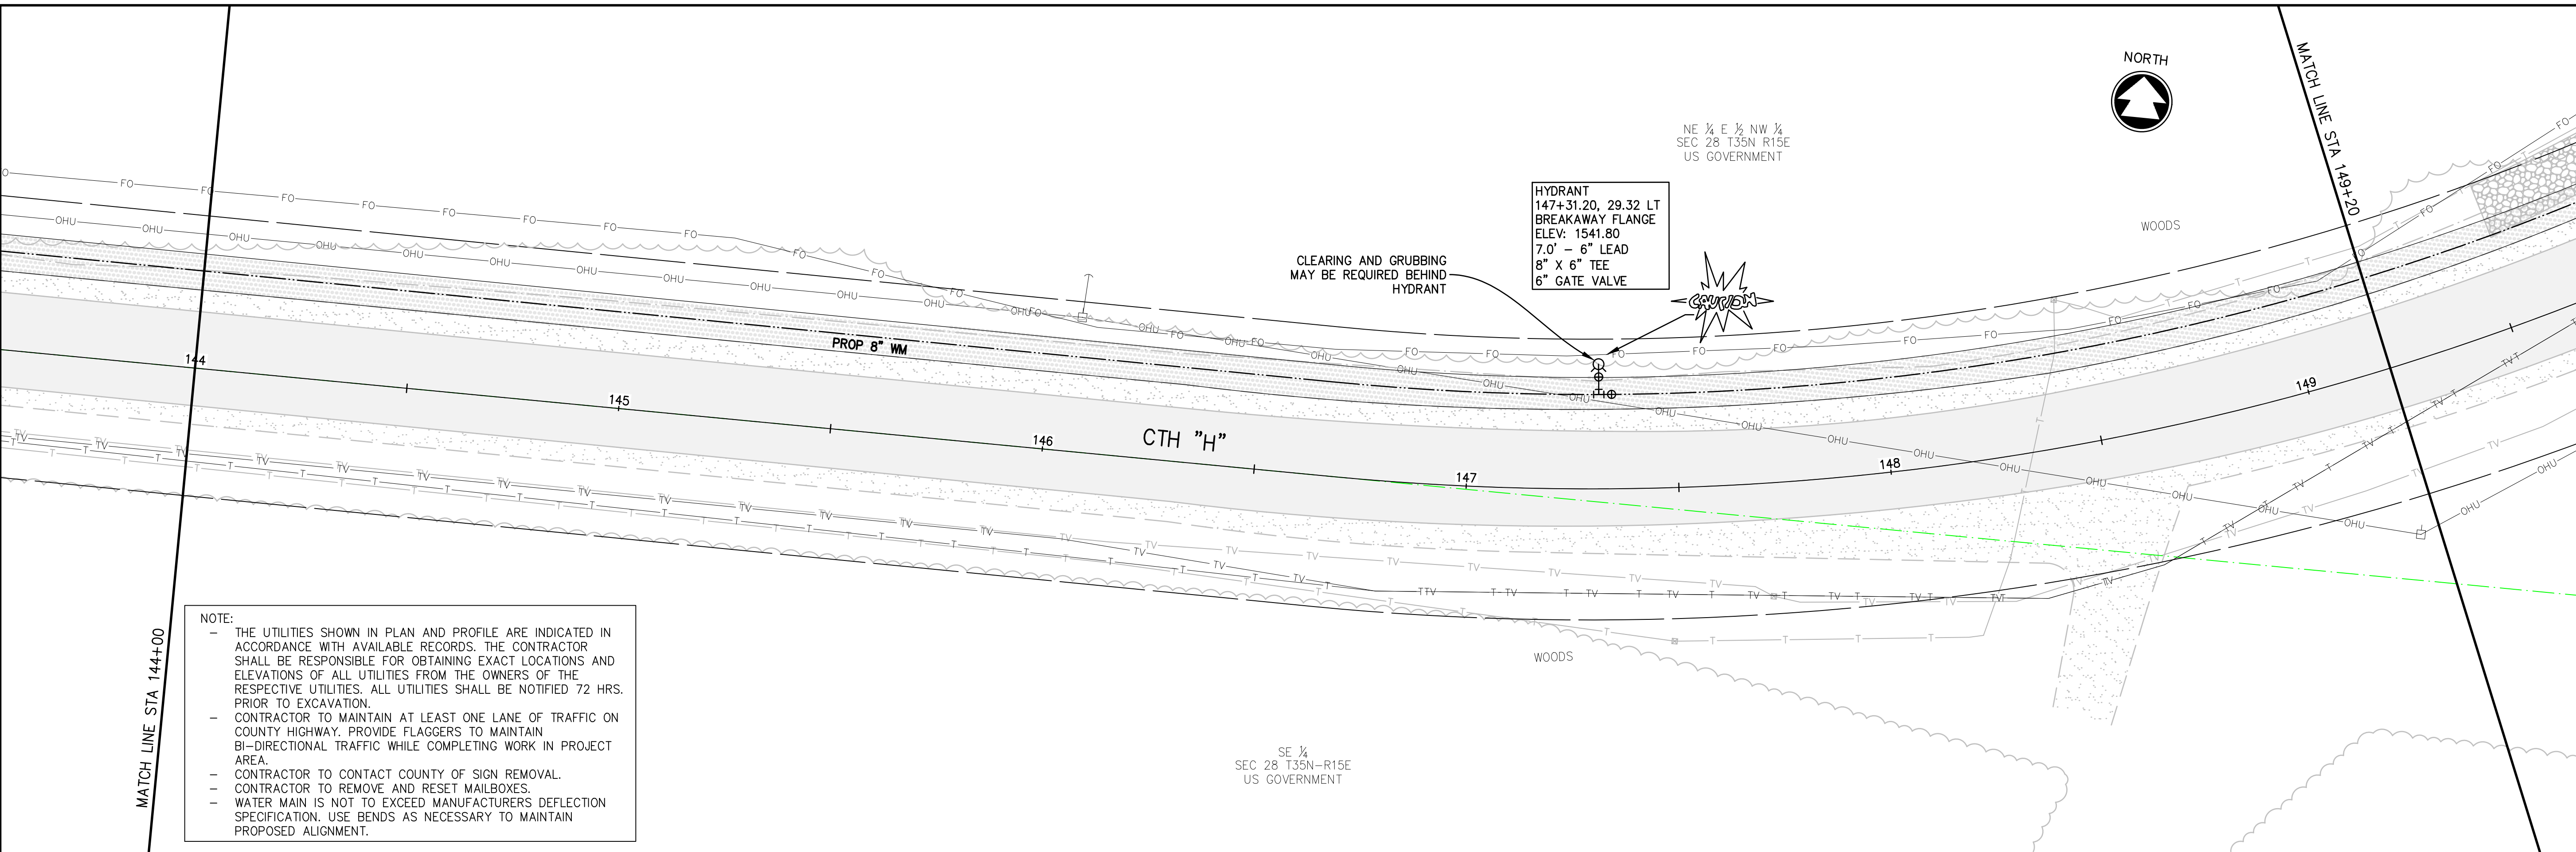 NORTH
MATCH LINE STA 149+20
NE ¼ E ½ NW ¼
SEC 28 T35N R15E
US GOVERNMENT
WOODS
HYDRANT
147+31.20, 29.32 LT
BREAKAWAY FLANGE
ELEV: 1541.80
7.0' – 6" LEAD
8" X 6" TEE
6" GATE VALVE
CLEARING AND GRUBBING
MAY BE REQUIRED BEHIND
HYDRANT
CAUTION
PROP 8" WM
144
145
146
CTH "H"
147
148
149
FO
OHU
TV
T
WOODS
SE ¼
SEC 28 T35N–R15E
US GOVERNMENT
MATCH LINE STA 144+00
NOTE:
– THE UTILITIES SHOWN IN PLAN AND PROFILE ARE INDICATED IN
ACCORDANCE WITH AVAILABLE RECORDS. THE CONTRACTOR
SHALL BE RESPONSIBLE FOR OBTAINING EXACT LOCATIONS AND
ELEVATIONS OF ALL UTILITIES FROM THE OWNERS OF THE
RESPECTIVE UTILITIES. ALL UTILITIES SHALL BE NOTIFIED 72 HRS.
PRIOR TO EXCAVATION.
– CONTRACTOR TO MAINTAIN AT LEAST ONE LANE OF TRAFFIC ON
COUNTY HIGHWAY. PROVIDE FLAGGERS TO MAINTAIN
BI–DIRECTIONAL TRAFFIC WHILE COMPLETING WORK IN PROJECT
AREA.
– CONTRACTOR TO CONTACT COUNTY OF SIGN REMOVAL.
– CONTRACTOR TO REMOVE AND RESET MAILBOXES.
– WATER MAIN IS NOT TO EXCEED MANUFACTURERS DEFLECTION
SPECIFICATION. USE BENDS AS NECESSARY TO MAINTAIN
PROPOSED ALIGNMENT.